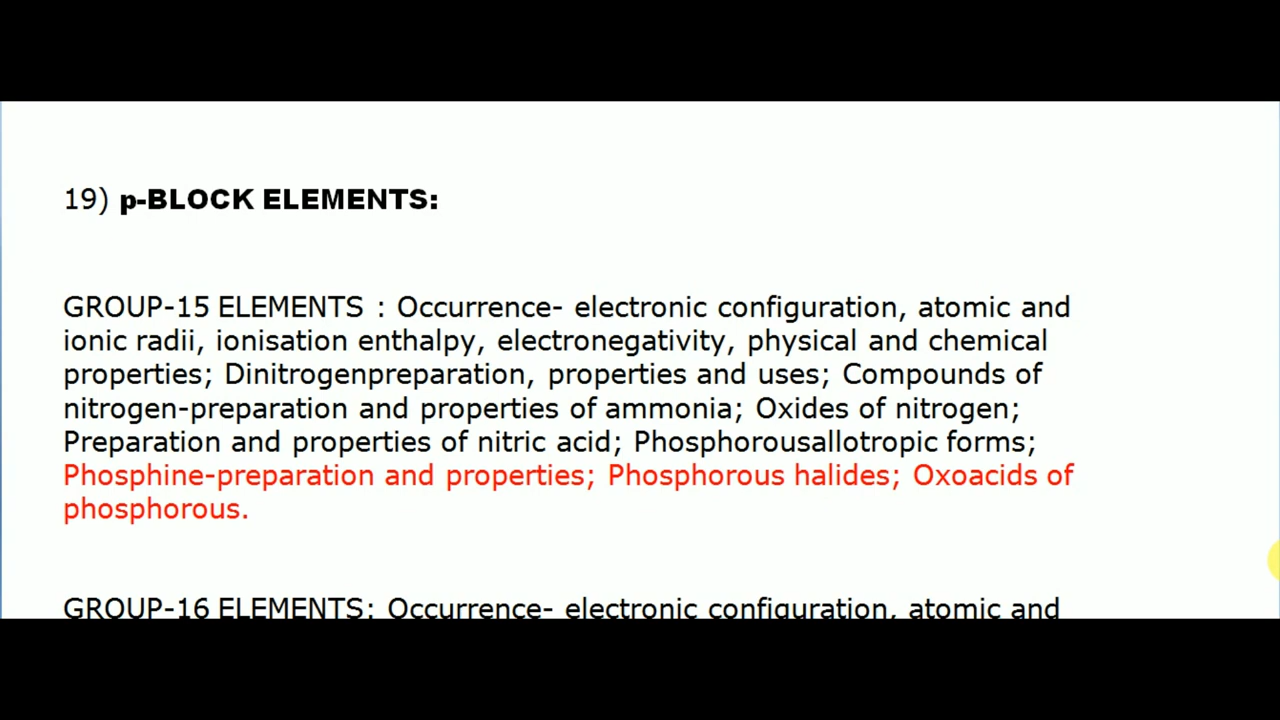 19) p-BLOCK ELEMENTS:
GROUP-15 ELEMENTS : Occurrence- electronic configuration, atomic and
ionic radii, ionisation enthalpy, electronegativity, physical and chemical
properties; Dinitrogenpreparation, properties and uses; Compounds of
nitrogen-preparation and properties of ammonia; Oxides of nitrogen;
Preparation and properties of nitric acid; Phosphorousallotropic forms;
Phosphine-preparation and properties; Phosphorous halides; Oxoacids of
phosphorous.
GROUP-16 ELEMENTS: Occurrence- electronic configuration, atomic and